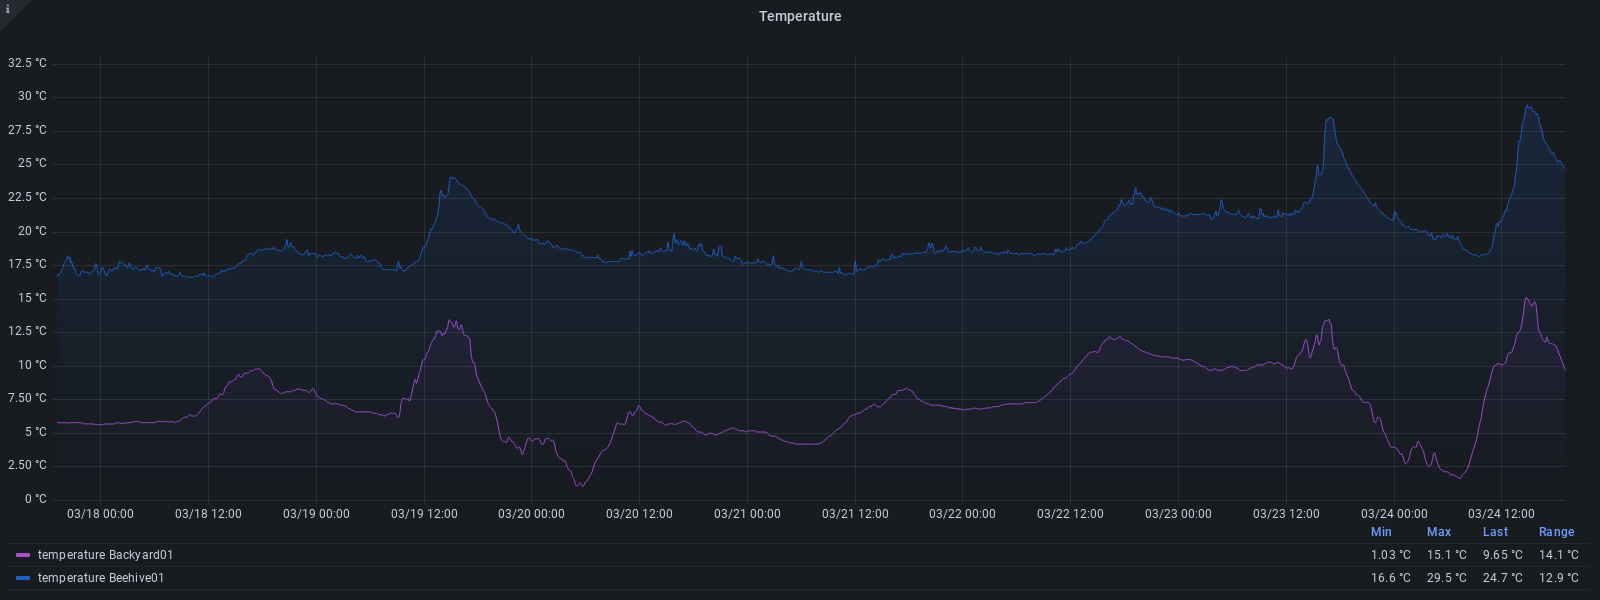 i
Temperature
32.5 °C
30 °C
27.5 °C
25 °C
22.5 °C
20 °C
17.5 °C
15 °C
12.5 °C
10 °C
7.50 °C
5 °C
2.50 °C
0 °C
03/18 00:00 03/18 12:00 03/19 00:00 03/19 12:00 03/20 00:00 03/20 12:00 03/21 00:00 03/21 12:00 03/22 00:00 03/22 12:00 03/23 00:00 03/23 12:00 03/24 00:00 03/24 12:00
Min Max Last Range
temperature Backyard01 1.03 °C 15.1 °C 9.65 °C 14.1 °C
temperature Beehive01 16.6 °C 29.5 °C 24.7 °C 12.9 °C